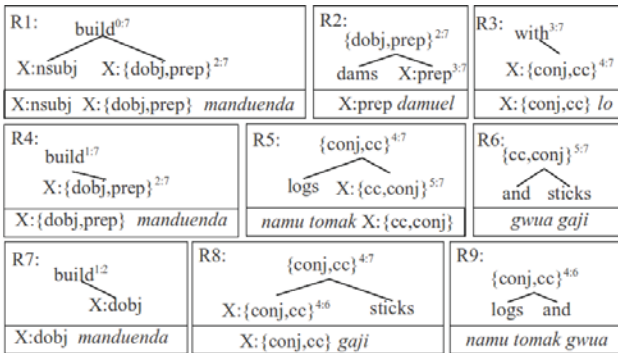 R1:
build0:7
X:nsubj X:{dobj,prep}2:7
X:nsubj X:{dobj,prep} manduenda
R2:
{dobj,prep}2:7
dams X:prep3:7
X:prep damuel
R3:
with3:7
X:{conj,cc}4:7
X:{conj,cc} lo
R4:
build1:7
X:{dobj,prep}2:7
X:{dobj,prep} manduenda
R5:
{conj,cc}4:7
logs X:{cc,conj}5:7
namu tomak X:{cc,conj}
R6:
{cc,conj}5:7
and sticks
gwua gaji
R7:
build1:2
X:dobj
X:dobj manduenda
R8:
{conj,cc}4:7
X:{conj,cc}4:6 sticks
X:{conj,cc} gaji
R9:
{conj,cc}4:6
logs and
namu tomak gwua